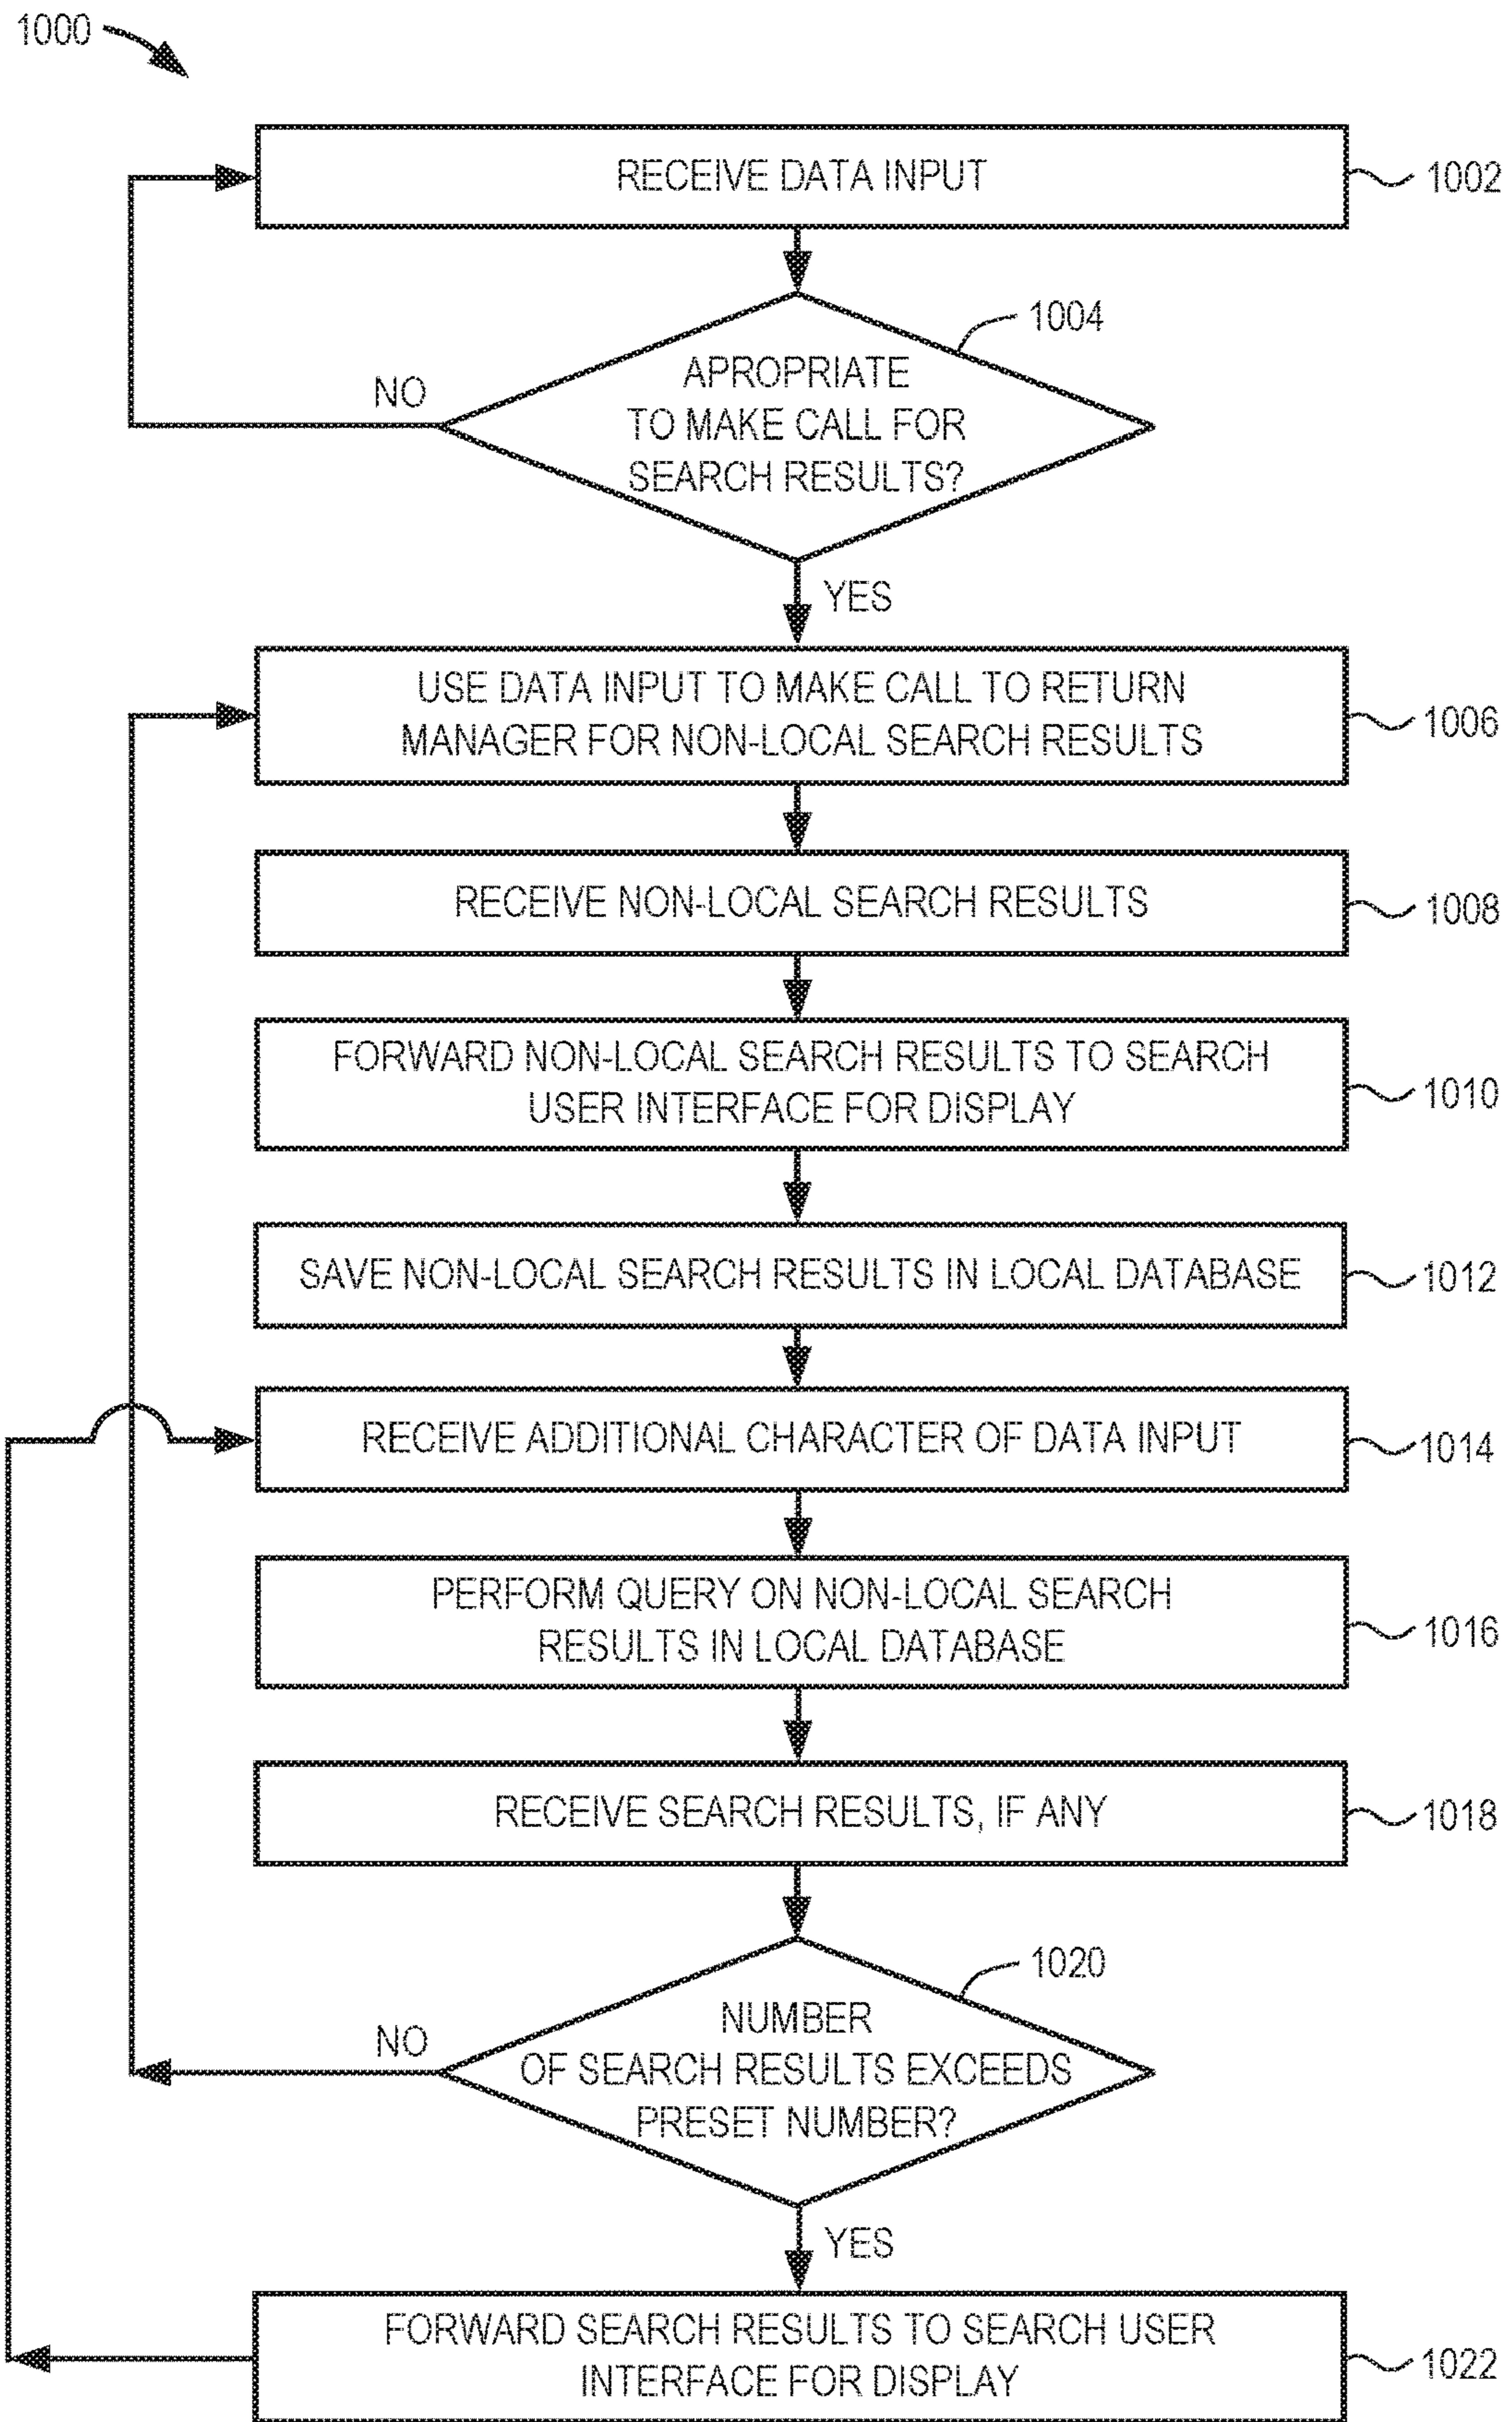 1000
RECEIVE DATA INPUT
1002
1004
APROPRIATE
TO MAKE CALL FOR
SEARCH RESULTS?
NO
YES
USE DATA INPUT TO MAKE CALL TO RETURN
MANAGER FOR NON-LOCAL SEARCH RESULTS
1006
RECEIVE NON-LOCAL SEARCH RESULTS
1008
FORWARD NON-LOCAL SEARCH RESULTS TO SEARCH
USER INTERFACE FOR DISPLAY
1010
SAVE NON-LOCAL SEARCH RESULTS IN LOCAL DATABASE
1012
RECEIVE ADDITIONAL CHARACTER OF DATA INPUT
1014
PERFORM QUERY ON NON-LOCAL SEARCH
RESULTS IN LOCAL DATABASE
1016
RECEIVE SEARCH RESULTS, IF ANY
1018
1020
NUMBER
OF SEARCH RESULTS EXCEEDS
PRESET NUMBER?
NO
YES
FORWARD SEARCH RESULTS TO SEARCH USER
INTERFACE FOR DISPLAY
1022